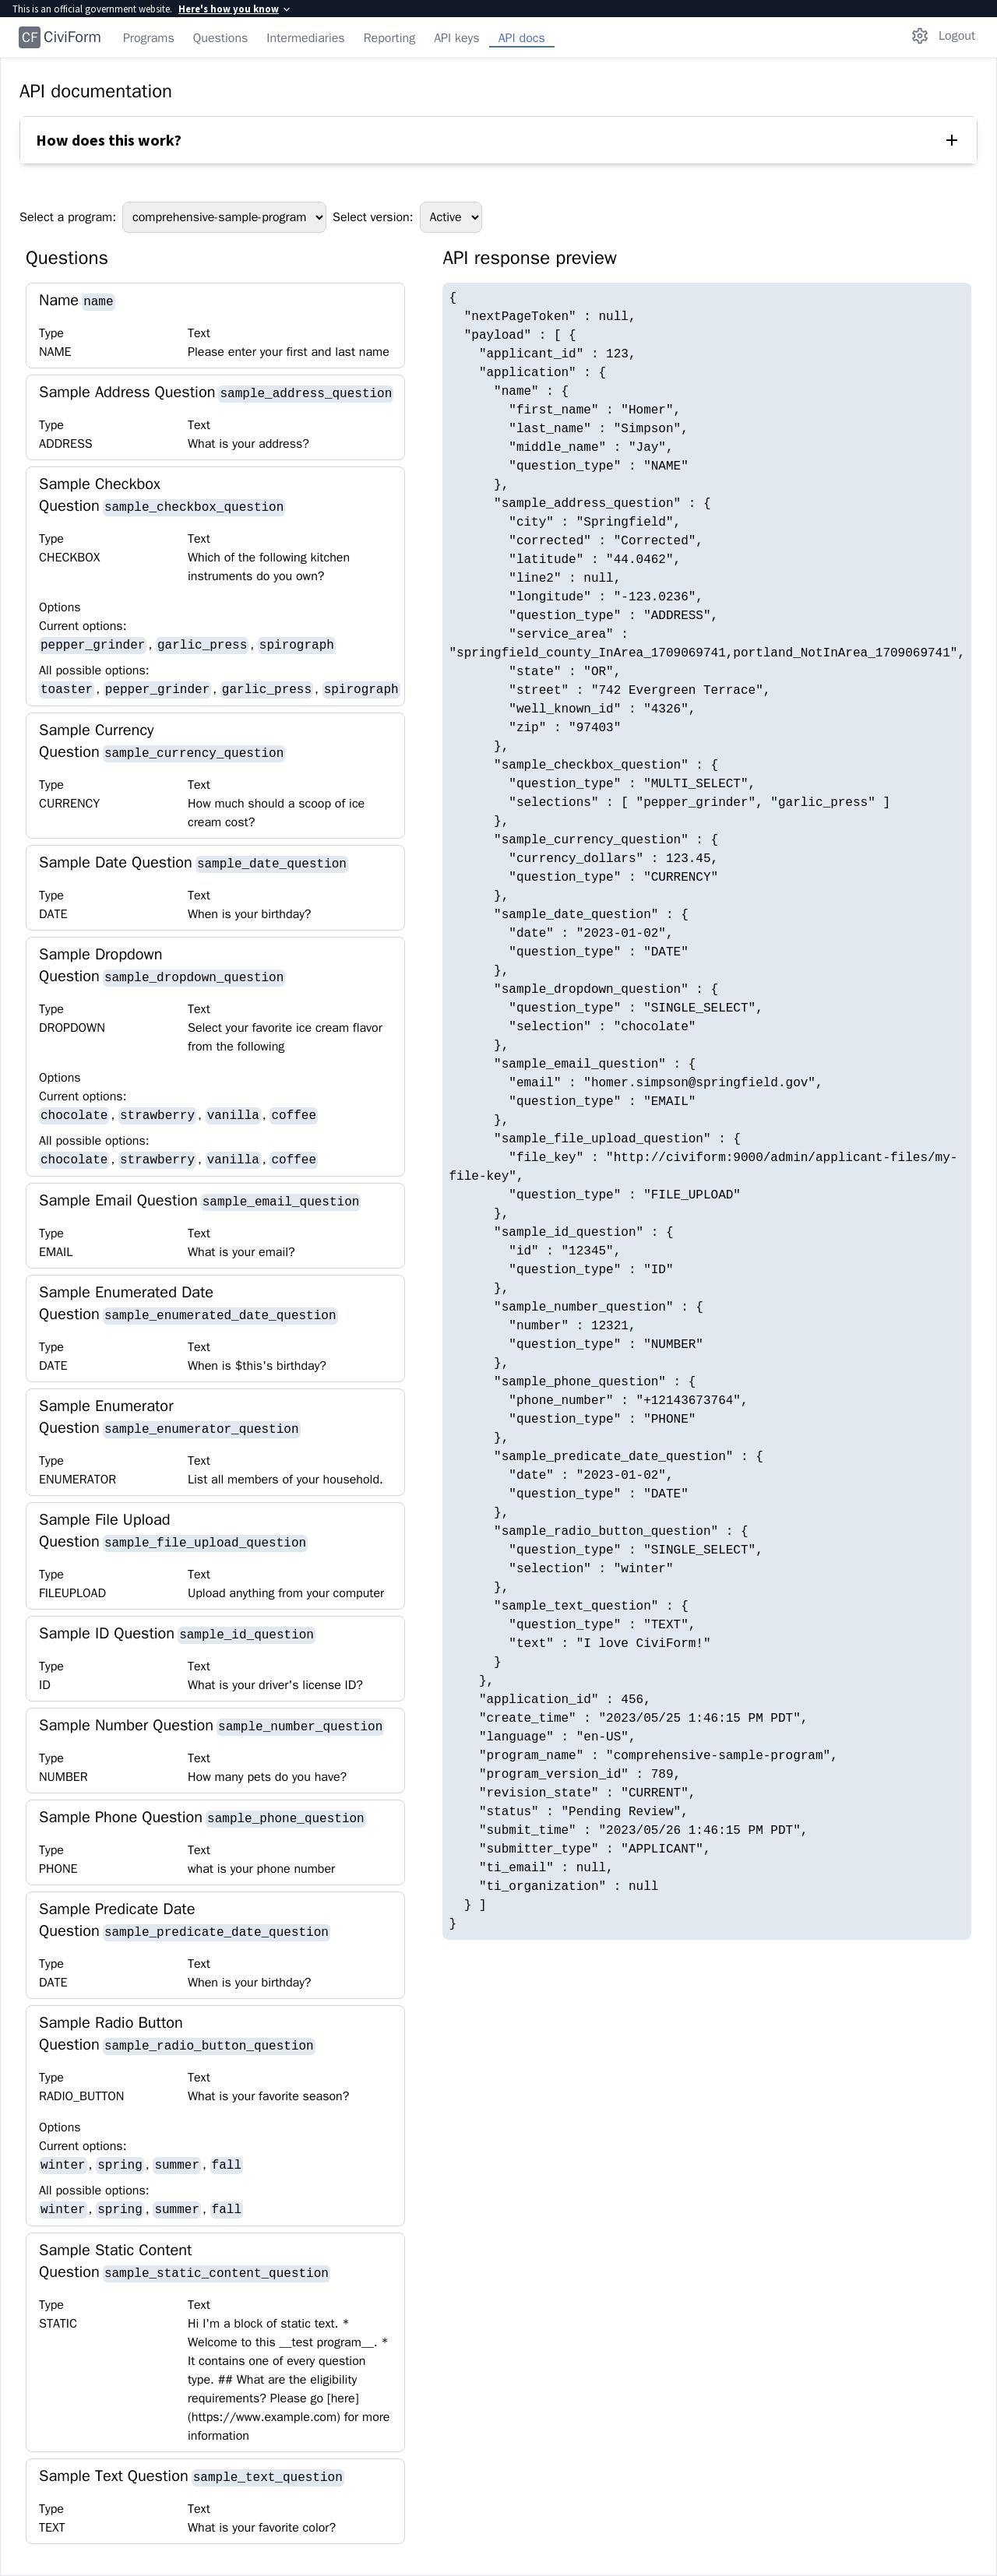 This is an official government website. Here's how you know
CF CiviForm Programs Questions Intermediaries Reporting API keys API docs Logout
API documentation
How does this work?
Select a program: comprehensive-sample-program Select version: Active
Questions
Name name
Type Text
NAME Please enter your first and last name
Sample Address Question sample_address_question
Type Text
ADDRESS What is your address?
Sample Checkbox
Question sample_checkbox_question
Type Text
CHECKBOX Which of the following kitchen
instruments do you own?
Options
Current options:
pepper_grinder, garlic_press, spirograph
All possible options:
toaster, pepper_grinder, garlic_press, spirograph
Sample Currency
Question sample_currency_question
Type Text
CURRENCY How much should a scoop of ice
cream cost?
Sample Date Question sample_date_question
Type Text
DATE When is your birthday?
Sample Dropdown
Question sample_dropdown_question
Type Text
DROPDOWN Select your favorite ice cream flavor
from the following
Options
Current options:
chocolate, strawberry, vanilla, coffee
All possible options:
chocolate, strawberry, vanilla, coffee
Sample Email Question sample_email_question
Type Text
EMAIL What is your email?
Sample Enumerated Date
Question sample_enumerated_date_question
Type Text
DATE When is $this's birthday?
Sample Enumerator
Question sample_enumerator_question
Type Text
ENUMERATOR List all members of your household.
Sample File Upload
Question sample_file_upload_question
Type Text
FILEUPLOAD Upload anything from your computer
Sample ID Question sample_id_question
Type Text
ID What is your driver's license ID?
Sample Number Question sample_number_question
Type Text
NUMBER How many pets do you have?
Sample Phone Question sample_phone_question
Type Text
PHONE what is your phone number
Sample Predicate Date
Question sample_predicate_date_question
Type Text
DATE When is your birthday?
Sample Radio Button
Question sample_radio_button_question
Type Text
RADIO_BUTTON What is your favorite season?
Options
Current options:
winter, spring, summer, fall
All possible options:
winter, spring, summer, fall
Sample Static Content
Question sample_static_content_question
Type Text
STATIC Hi I'm a block of static text. *
Welcome to this __test program__. *
It contains one of every question
type. ## What are the eligibility
requirements? Please go [here]
(https://www.example.com) for more
information
Sample Text Question sample_text_question
Type Text
TEXT What is your favorite color?
API response preview
{
"nextPageToken" : null,
"payload" : [ {
"applicant_id" : 123,
"application" : {
"name" : {
"first_name" : "Homer",
"last_name" : "Simpson",
"middle_name" : "Jay",
"question_type" : "NAME"
},
"sample_address_question" : {
"city" : "Springfield",
"corrected" : "Corrected",
"latitude" : "44.0462",
"line2" : null,
"longitude" : "-123.0236",
"question_type" : "ADDRESS",
"service_area" :
"springfield_county_InArea_1709069741,portland_NotInArea_1709069741",
"state" : "OR",
"street" : "742 Evergreen Terrace",
"well_known_id" : "4326",
"zip" : "97403"
},
"sample_checkbox_question" : {
"question_type" : "MULTI_SELECT",
"selections" : [ "pepper_grinder", "garlic_press" ]
},
"sample_currency_question" : {
"currency_dollars" : 123.45,
"question_type" : "CURRENCY"
},
"sample_date_question" : {
"date" : "2023-01-02",
"question_type" : "DATE"
},
"sample_dropdown_question" : {
"question_type" : "SINGLE_SELECT",
"selection" : "chocolate"
},
"sample_email_question" : {
"email" : "homer.simpson@springfield.gov",
"question_type" : "EMAIL"
},
"sample_file_upload_question" : {
"file_key" : "http://civiform:9000/admin/applicant-files/my-
file-key",
"question_type" : "FILE_UPLOAD"
},
"sample_id_question" : {
"id" : "12345",
"question_type" : "ID"
},
"sample_number_question" : {
"number" : 12321,
"question_type" : "NUMBER"
},
"sample_phone_question" : {
"phone_number" : "+12143673764",
"question_type" : "PHONE"
},
"sample_predicate_date_question" : {
"date" : "2023-01-02",
"question_type" : "DATE"
},
"sample_radio_button_question" : {
"question_type" : "SINGLE_SELECT",
"selection" : "winter"
},
"sample_text_question" : {
"question_type" : "TEXT",
"text" : "I love CiviForm!"
}
},
"application_id" : 456,
"create_time" : "2023/05/25 1:46:15 PM PDT",
"language" : "en-US",
"program_name" : "comprehensive-sample-program",
"program_version_id" : 789,
"revision_state" : "CURRENT",
"status" : "Pending Review",
"submit_time" : "2023/05/26 1:46:15 PM PDT",
"submitter_type" : "APPLICANT",
"ti_email" : null,
"ti_organization" : null
} ]
}